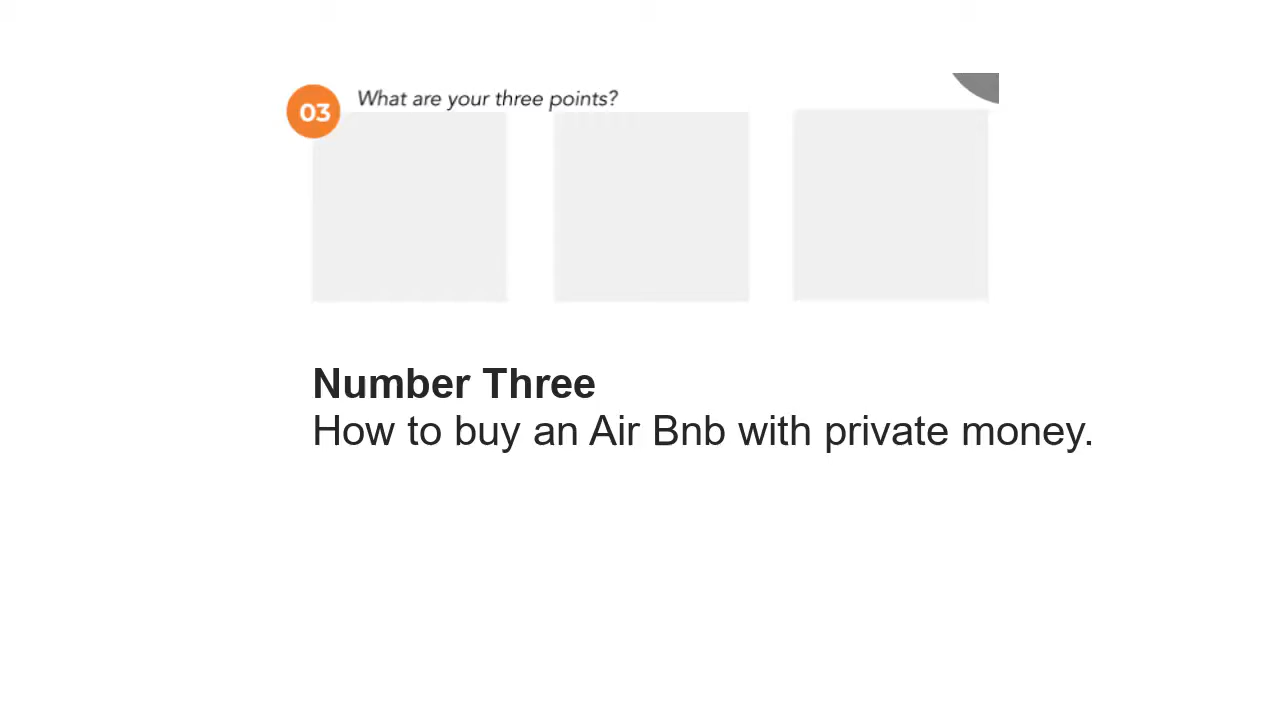 03
What are your three points?
Number Three
How to buy an Air Bnb with private money.